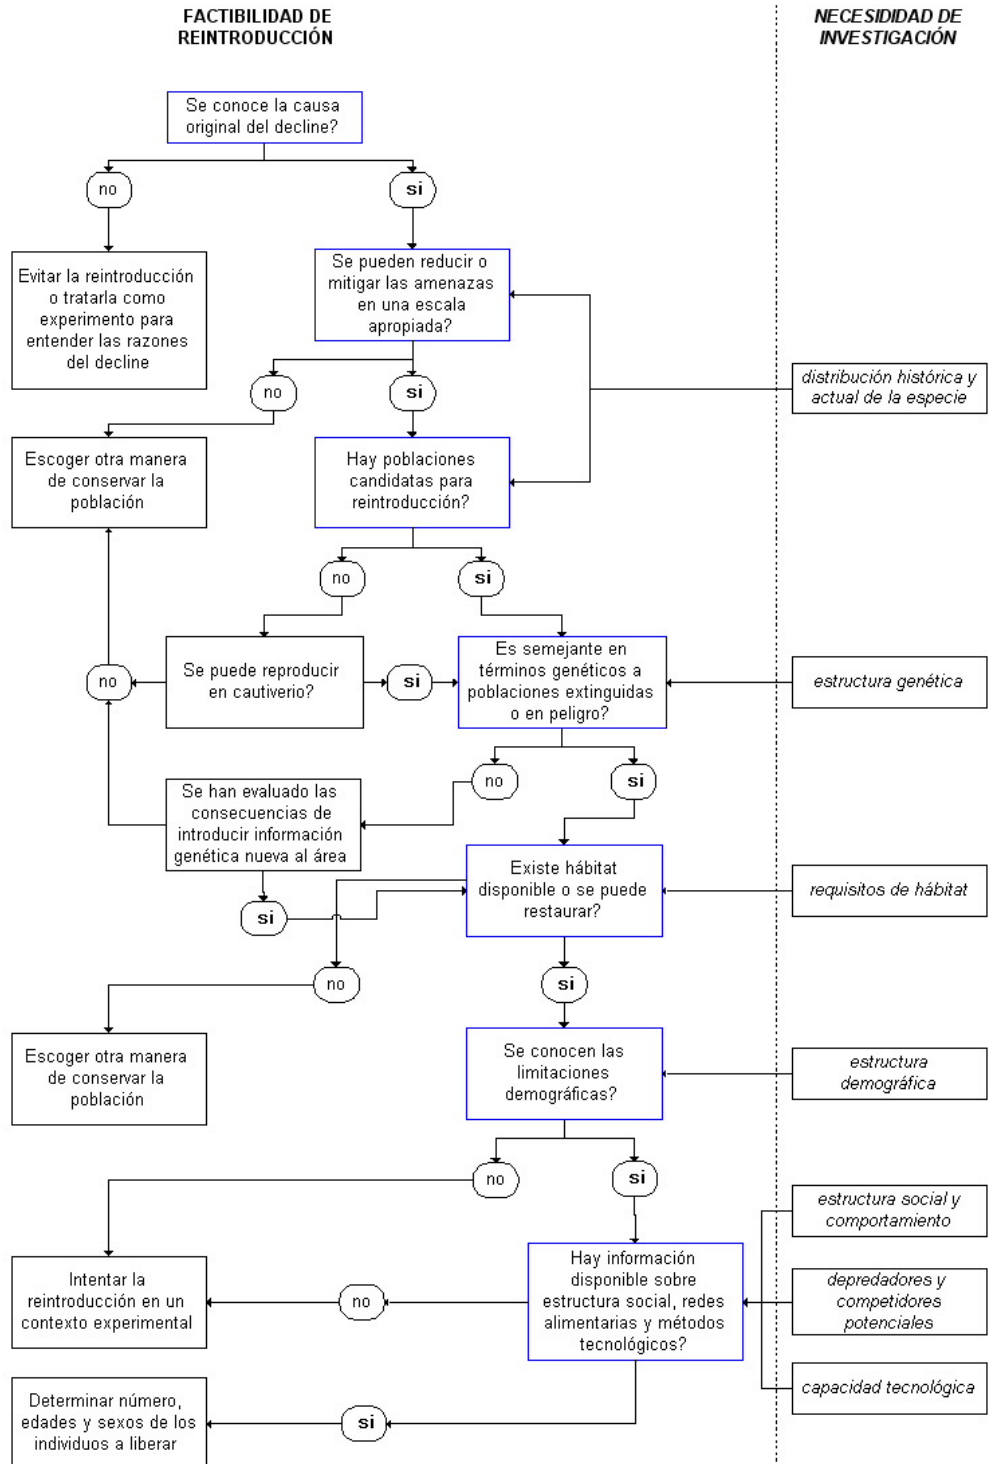 FACTIBILIDAD DE
REINTRODUCCIÓN
NECESIDIDAD DE
INVESTIGACIÓN
Se conoce la causa
original del decline?
no
si
Evitar la reintroducción
o tratarla como
experimento para
entender las razones
del decline
Se pueden reducir o
mitigar las amenazas
en una escala
apropiada?
distribución histórica y
actual de la especie
no
si
Escoger otra manera
de conservar la
población
Hay poblaciones
candidatas para
reintroducción?
no
si
Se puede reproducir
en cautiverio?
no
si
Es semejante en
términos genéticos a
poblaciones extinguidas
o en peligro?
estructura genética
no
si
Se han evaluado las
consecuencias de
introducir información
genética nueva al área
si
Existe hábitat
disponible o se puede
restaurar?
requisitos de hábitat
no
si
Escoger otra manera
de conservar la
población
Se conocen las
limitaciones
demográficas?
estructura
demográfica
no
si
estructura social y
comportamiento
Intentar la
reintroducción en un
contexto experimental
no
Hay información
disponible sobre
estructura social, redes
alimentarias y métodos
tecnológicos?
depredadores y
competidores
potenciales
capacidad tecnológica
Determinar número,
edades y sexos de los
individuos a liberar
si